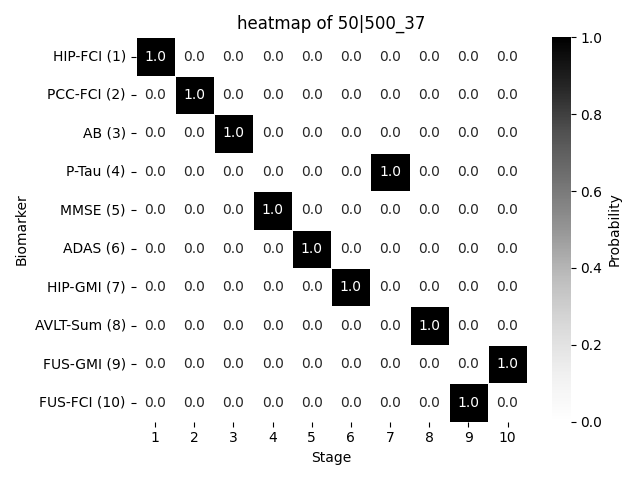 heatmap of 50|500_37
HIP-FCI (1) 1.0 0.0 0.0 0.0 0.0 0.0 0.0 0.0 0.0 0.0
PCC-FCI (2) 0.0 1.0 0.0 0.0 0.0 0.0 0.0 0.0 0.0 0.0
AB (3) 0.0 0.0 1.0 0.0 0.0 0.0 0.0 0.0 0.0 0.0
P-Tau (4) 0.0 0.0 0.0 0.0 0.0 0.0 1.0 0.0 0.0 0.0
MMSE (5) 0.0 0.0 0.0 1.0 0.0 0.0 0.0 0.0 0.0 0.0
ADAS (6) 0.0 0.0 0.0 0.0 1.0 0.0 0.0 0.0 0.0 0.0
HIP-GMI (7) 0.0 0.0 0.0 0.0 0.0 1.0 0.0 0.0 0.0 0.0
AVLT-Sum (8) 0.0 0.0 0.0 0.0 0.0 0.0 0.0 1.0 0.0 0.0
FUS-GMI (9) 0.0 0.0 0.0 0.0 0.0 0.0 0.0 0.0 0.0 1.0
FUS-FCI (10) 0.0 0.0 0.0 0.0 0.0 0.0 0.0 0.0 1.0 0.0
1 2 3 4 5 6 7 8 9 10
Stage
Biomarker
1.0
0.8
0.6
0.4
0.2
0.0
Probability